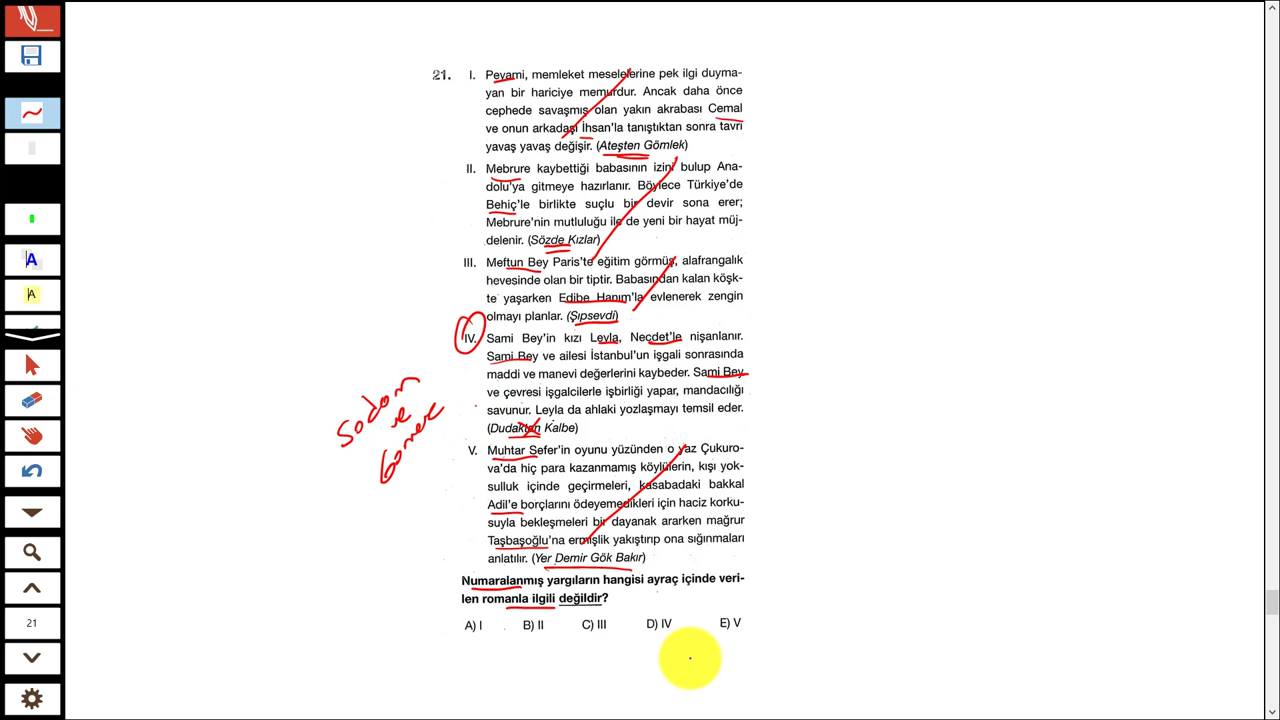 21. I. Peyami, memleket meselelerine pek ilgi duyma-
yan bir hariciye memurdur. Ancak daha önce
cephede savaşmış olan yakın akrabası Cemal
ve onun arkadaşı İhsan'la tanıştıktan sonra tavrı
yavaş yavaş değişir. (Ateşten Gömlek)
II. Mebrure kaybettiği babasının izini bulup Ana-
dolu'ya gitmeye hazırlanır. Böylece Türkiye'de
Behiç'le birlikte suçlu bir devir sona erer;
Mebrure'nin mutluluğu ile de yeni bir hayat müj-
delenir. (Sözde Kızlar)
III. Meftun Bey Paris'te eğitim görmüş, alafrangalık
hevesinde olan bir tiptir. Babasından kalan köşk-
te yaşarken Edibe Hanım'la evlenerek zengin
olmayı planlar. (Şıpsevdi)
IV. Sami Bey'in kızı Leyla, Necdet'le nişanlanır.
Sami Bey ve ailesi İstanbul'un işgali sonrasında
maddi ve manevi değerlerini kaybeder. Sami Bey
ve çevresi işgalcilerle işbirliği yapar, mandacılığı
savunur. Leyla da ahlaki yozlaşmayı temsil eder.
(Dudaktan Kalbe)
Sodom
ve
Gomore
V. Muhtar Sefer'in oyunu yüzünden o yaz Çukuro-
va'da hiç para kazanmamış köylülerin, kışı yok-
sulluk içinde geçirmeleri, kasabadaki bakkal
Adil'e borçlarını ödeyemedikleri için haciz korku-
suyla bekleşmeleri bir dayanak ararken mağrur
Taşbaşoğlu'na ermişlik yakıştırıp ona sığınmaları
anlatılır. (Yer Demir Gök Bakır)
Numaralanmış yargıların hangisi ayraç içinde veri-
len romanla ilgili değildir?
A) I B) II C) III D) IV E) V
A
A
21